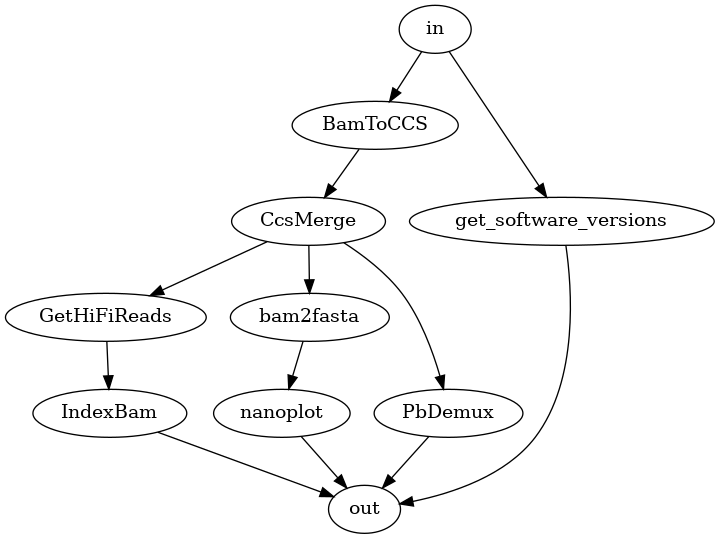 in
BamToCCS
CcsMerge
get_software_versions
GetHiFiReads
bam2fasta
IndexBam
nanoplot
PbDemux
out